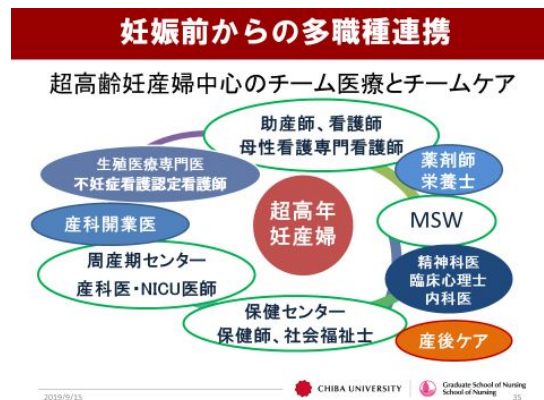 妊娠前からの多職種連携
超高齢妊産婦中心のチーム医療とチームケア
助産師、看護師
母性看護専門看護師
生殖医療専門医
不妊症看護認定看護師
薬剤師
栄養士
産科開業医
超高年
妊産婦
MSW
周産期センター
産科医・NICU医師
精神科医
臨床心理士
内科医
保健センター
保健師、社会福祉士
産後ケア
2019/9/15
CHIBA UNIVERSITY
Graduate School of Nursing
School of Nursing
35